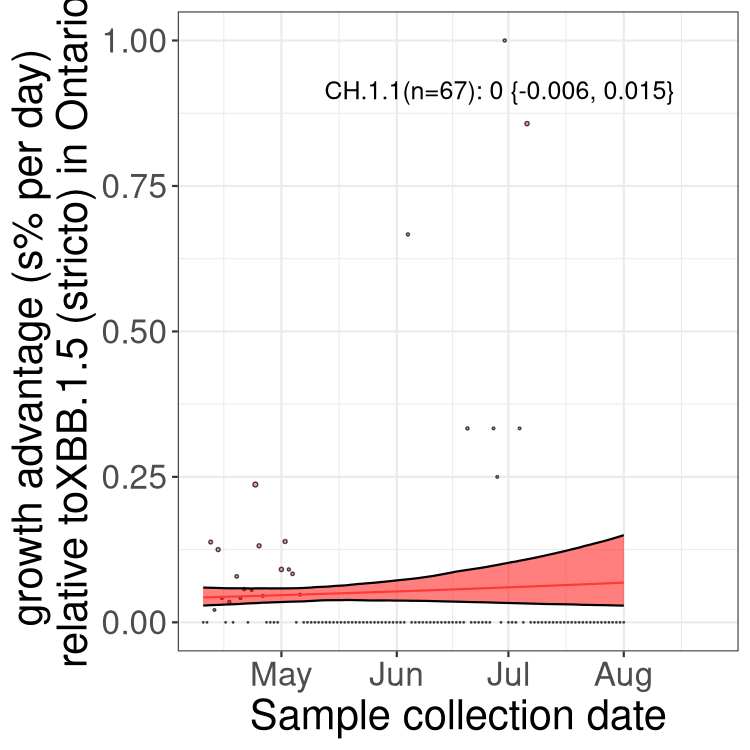 growth advantage (s% per day)
relative toXBB.1.5 (stricto) in Ontario
1.00
0.75
0.50
0.25
0.00
CH.1.1(n=67): 0 {-0.006, 0.015}
May Jun Jul Aug
Sample collection date